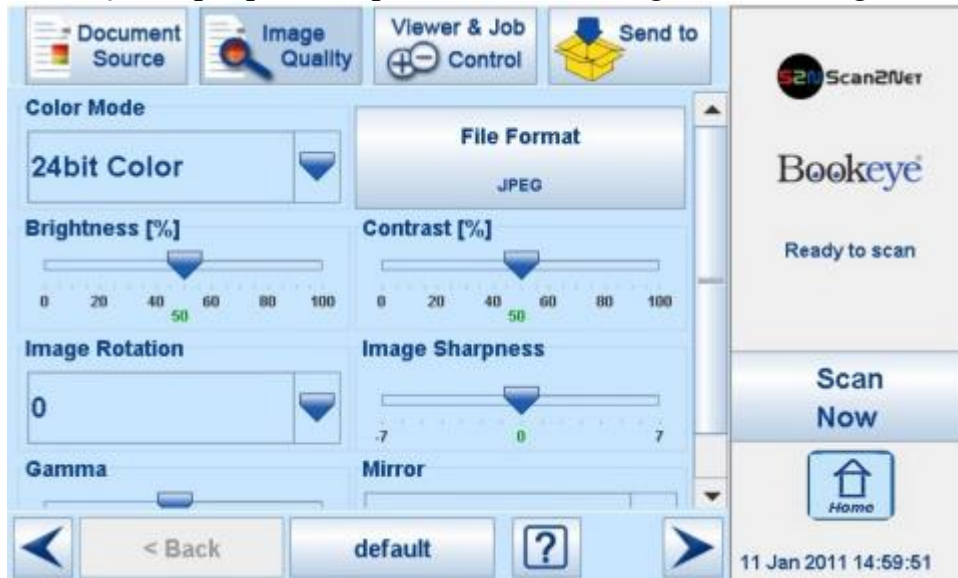 Document
Source
Image
Quality
Viewer & Job
Control
Send to
Color Mode
24bit Color
File Format
JPEG
Brightness [%]
0 20 40 60 80 100
50
Contrast [%]
0 20 40 60 80 100
50
Image Rotation
0
Image Sharpness
-7 0 7
Gamma
Mirror
< Back
default
?
S2N Scan2Net
Bookeye
Ready to scan
Scan
Now
Home
11 Jan 2011 14:59:51